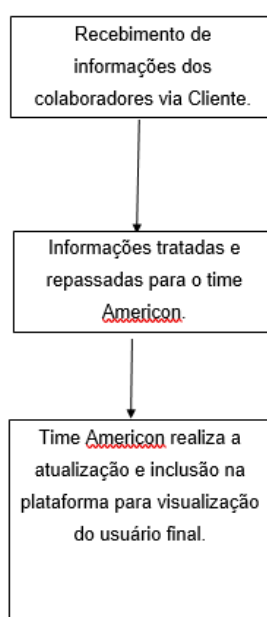 Recebimento de
informações dos
colaboradores via Cliente.
Informações tratadas e
repassadas para o time
Americon.
Time Americon realiza a
atualização e inclusão na
plataforma para visualização
do usuário final.